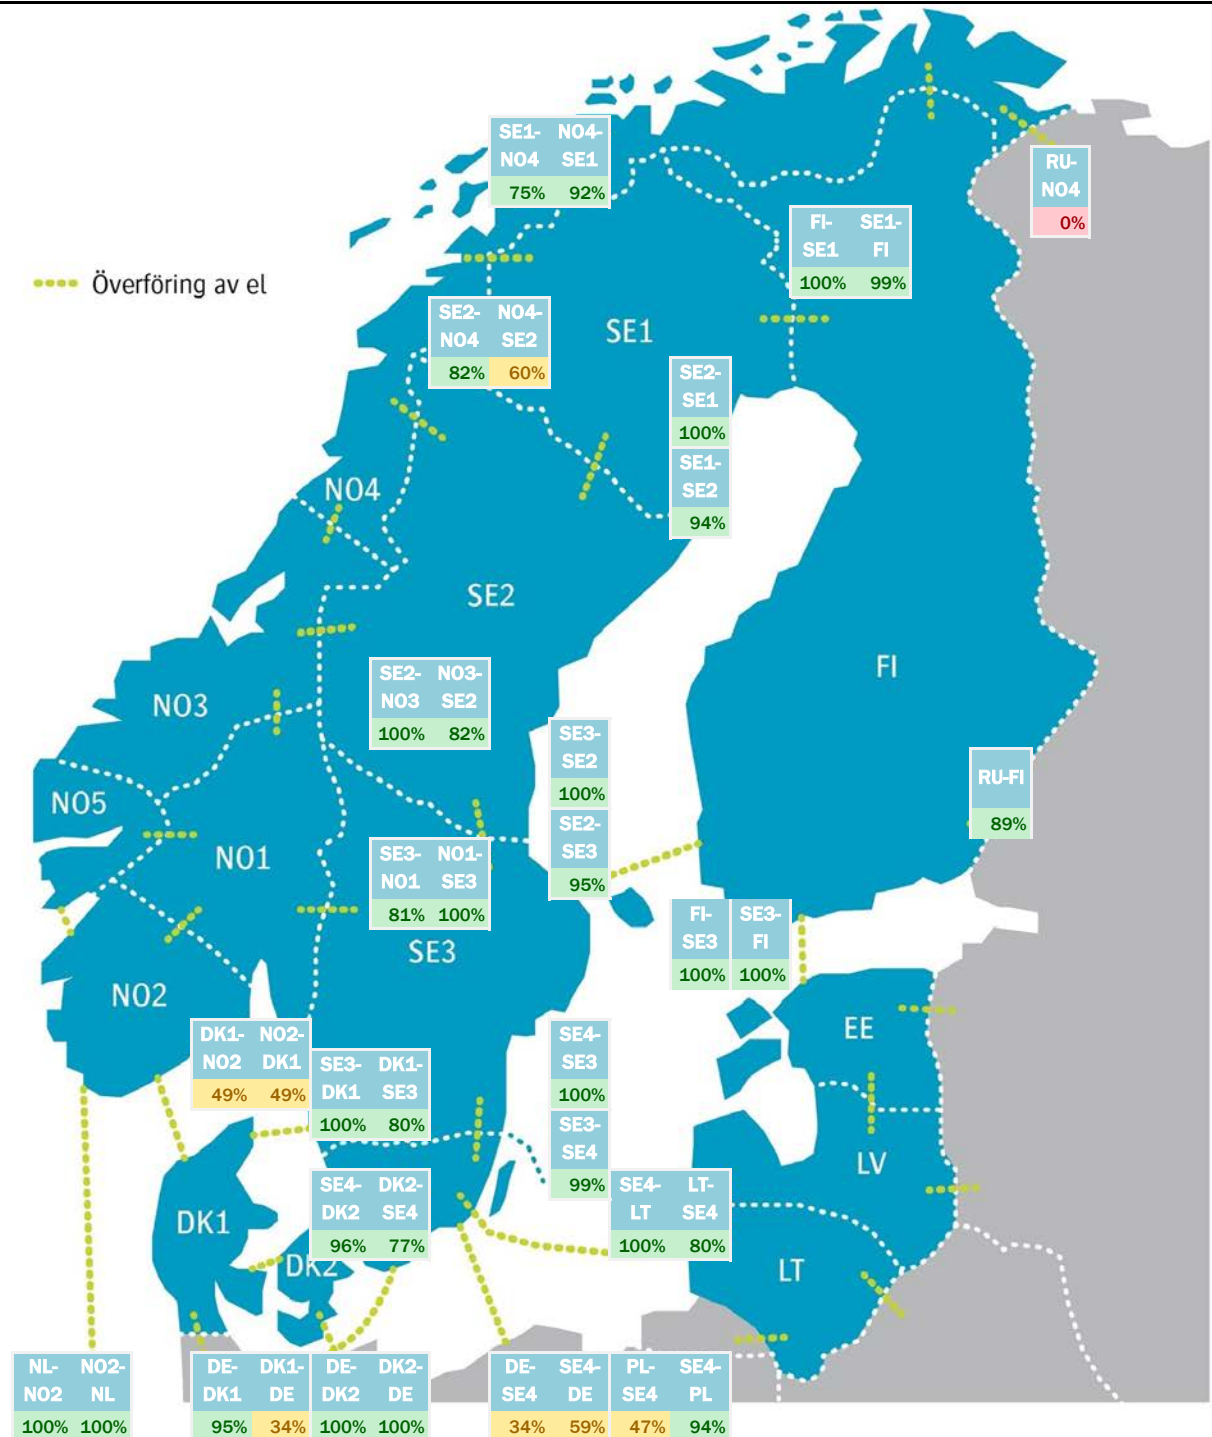 SE1- NO4-
NO4 SE1
75% 92%
RU-
NO4
0%
FI- SE1-
SE1 FI
100% 99%
Överföring av el
SE2- NO4-
NO4 SE2
82% 60%
SE1
SE2-
SE1
100%
SE1-
SE2
94%
NO4
SE2
SE2- NO3-
NO3 SE2
100% 82%
FI
NO3
SE3-
SE2
100%
RU-FI
89%
NO5
SE2-
SE3
95%
NO1
SE3- NO1-
NO1 SE3
81% 100%
FI- SE3-
SE3 FI
100% 100%
SE3
NO2
EE
DK1- NO2-
NO2 DK1
49% 49%
SE3- DK1-
DK1 SE3
100% 80%
SE4-
SE3
100%
SE3-
SE4
99%
LV
SE4- DK2-
DK2 SE4
96% 77%
SE4- LT-
LT SE4
100% 80%
DK1
DK2
LT
NL- NO2-
NO2 NL
100% 100%
DE- DK1- DE- DK2-
DK1 DE DK2 DE
95% 34% 100% 100%
DE- SE4- PL- SE4-
SE4 DE SE4 PL
34% 59% 47% 94%